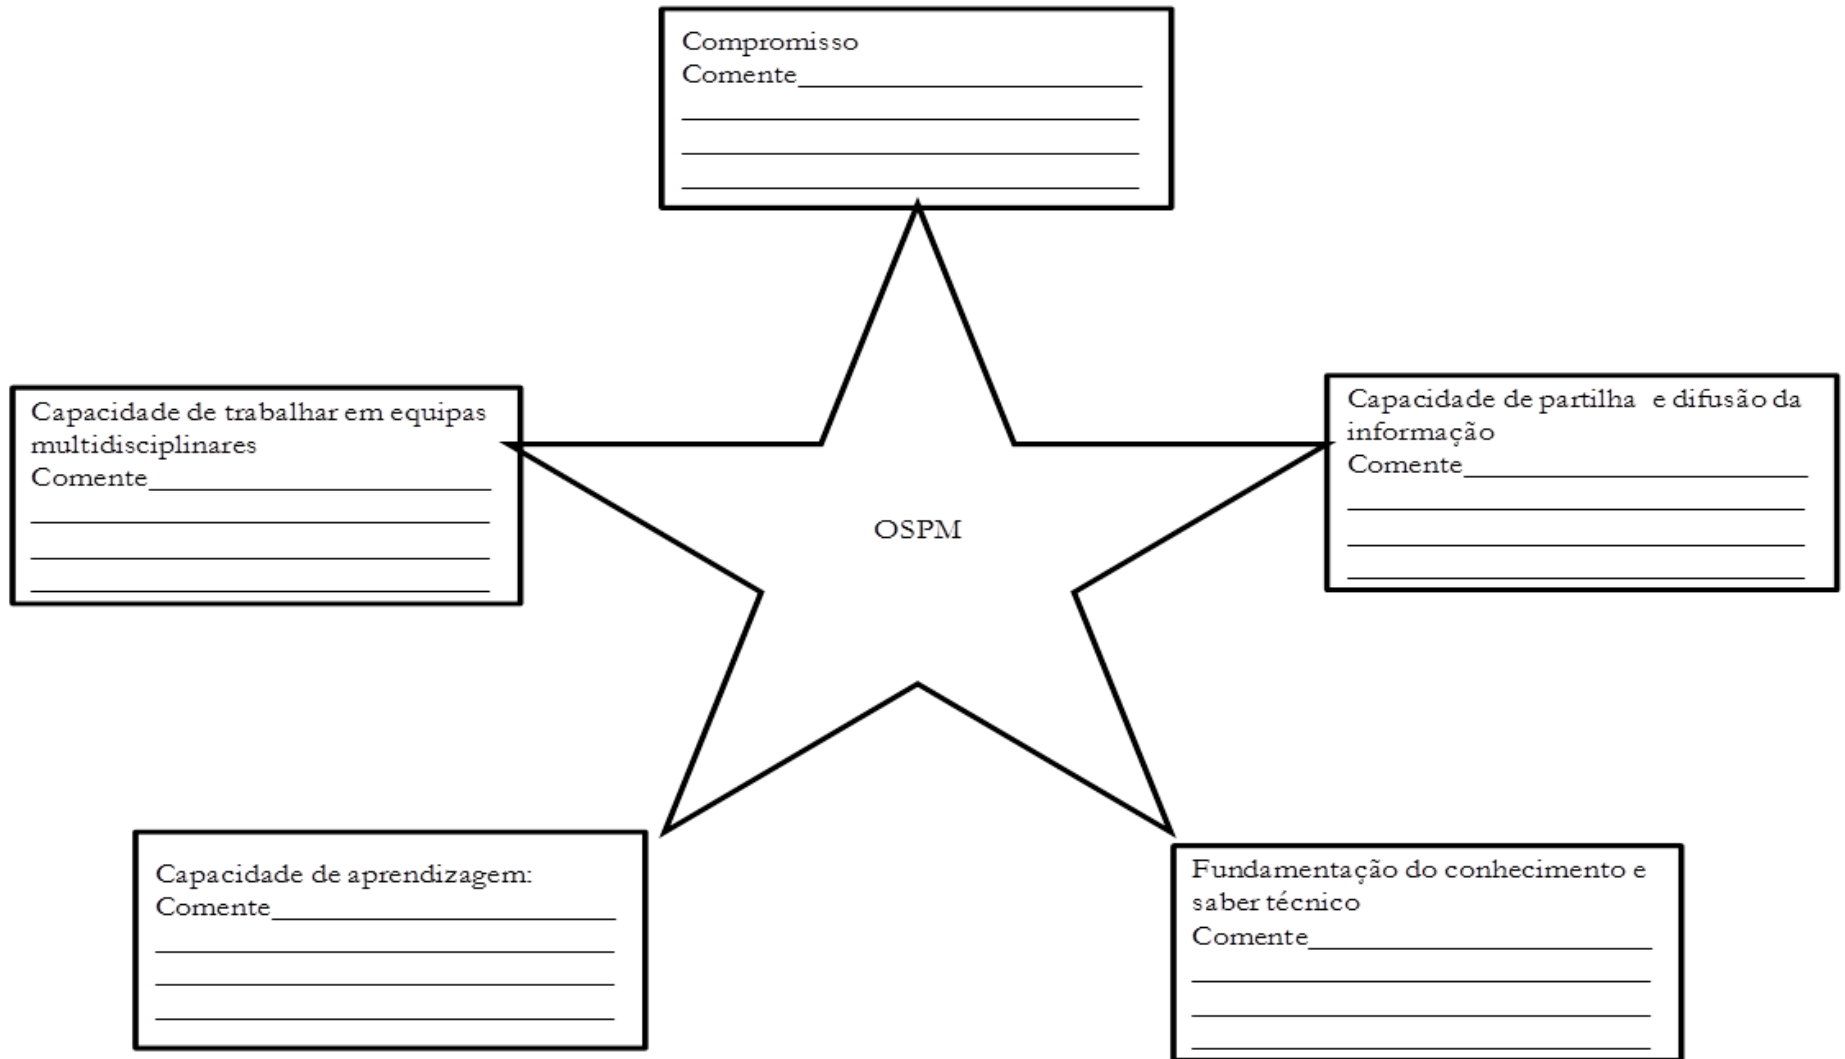 Compromisso
Comente
Capacidade de trabalhar em equipas
multidisciplinares
Comente
Capacidade de partilha e difusão da
informação
Comente
OSPM
Capacidade de aprendizagem:
Comente
Fundamentação do conhecimento e
saber técnico
Comente